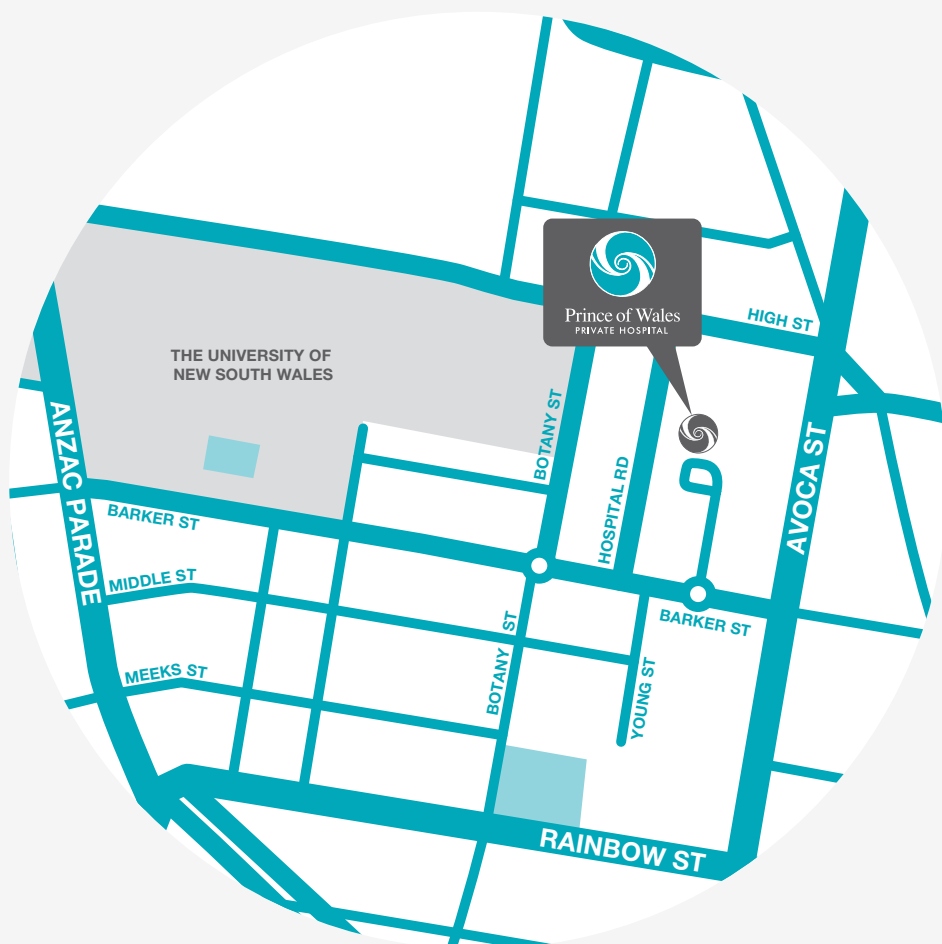 Prince of Wales
PRIVATE HOSPITAL
HIGH ST
THE UNIVERSITY OF
NEW SOUTH WALES
BOTANY ST
ANZAC PARADE
AVOCA ST
HOSPITAL RD
BARKER ST
MIDDLE ST
BARKER ST
BOTANY ST
YOUNG ST
MEEKS ST
RAINBOW ST